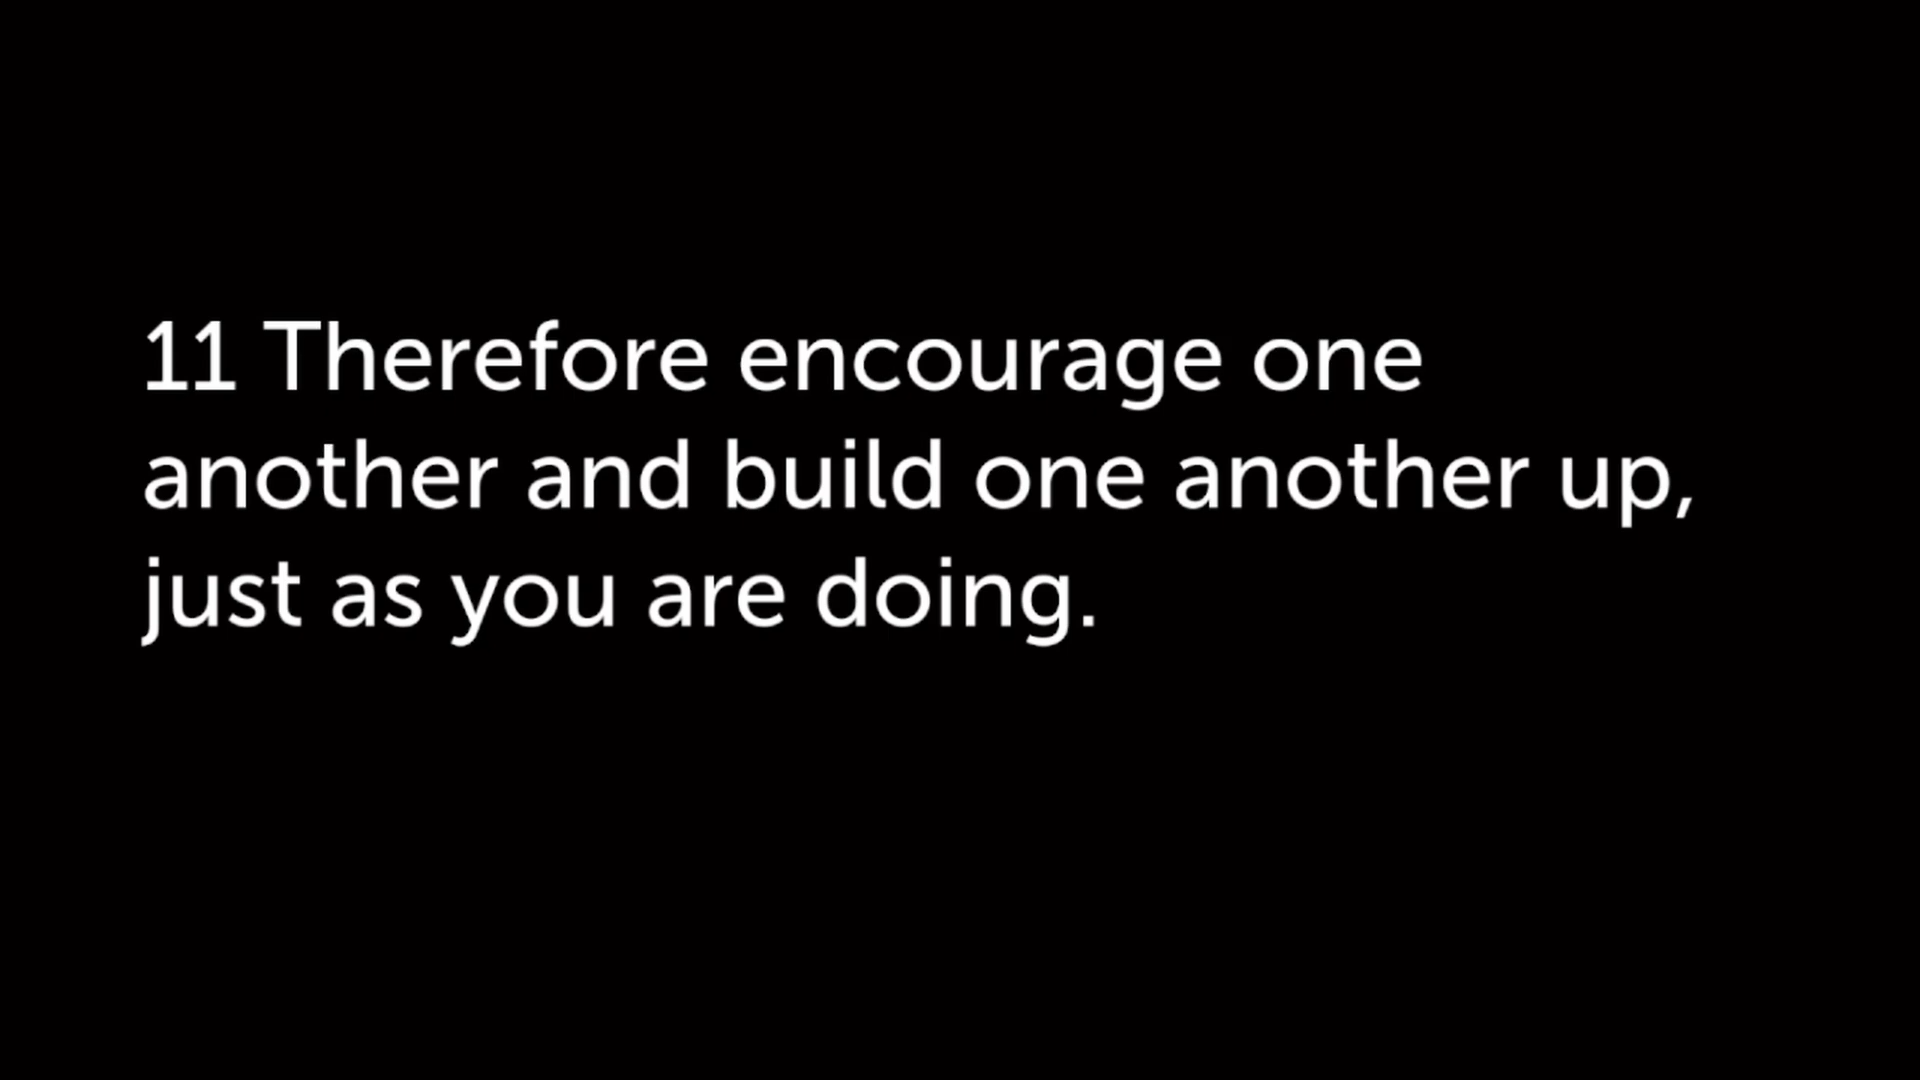 11 Therefore encourage one
another and build one another up,
just as you are doing.